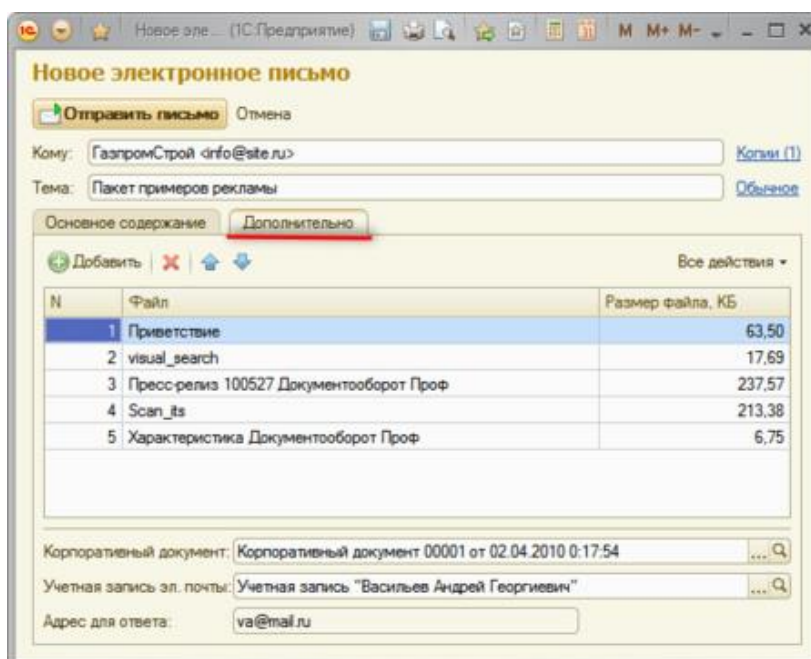 Новое эле... (1С:Предприятие) M M+ M-
Новое электронное письмо
Отправить письмо Отмена
Кому: ГазпромСтрой <info@site.ru> Копии (1)
Тема: Пакет примеров рекламы Обычное
Основное содержание Дополнительно
Добавить Все действия
N Файл Размер файла, КБ
1 Приветствие 63,50
2 visual_search 17,69
3 Пресс-релиз 100527 Документооборот Проф 237,57
4 Scan_its 213,38
5 Характеристика Документооборот Проф 6,75
Корпоративный документ: Корпоративный документ 00001 от 02.04.2010 0:17:54 ...
Учетная запись эл. почты: Учетная запись "Васильев Андрей Георгиевич" ...
Адрес для ответа: va@mail.ru